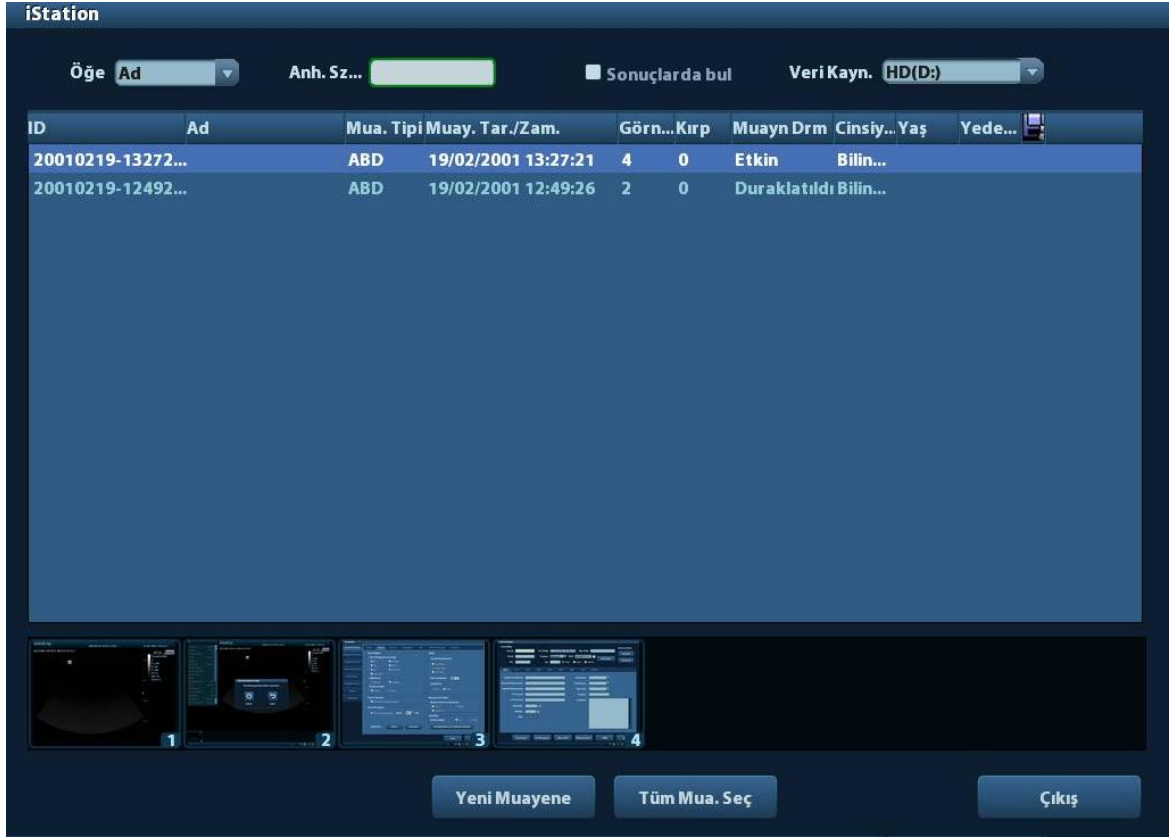 iStation
Öğe Ad Anh. Sz... Sonuçlarda bul Veri Kayn. HD(D:)
ID Ad Mua. Tipi Muay. Tar./Zam. Görn... Kırp Muayn Drm Cinsiy... Yaş Yede...
20010219-13272... ABD 19/02/2001 13:27:21 4 0 Etkin Bilin...
20010219-12492... ABD 19/02/2001 12:49:26 2 0 Duraklatıldı Bilin...
1 2 3 4
Yeni Muayene Tüm Mua. Seç Çıkış